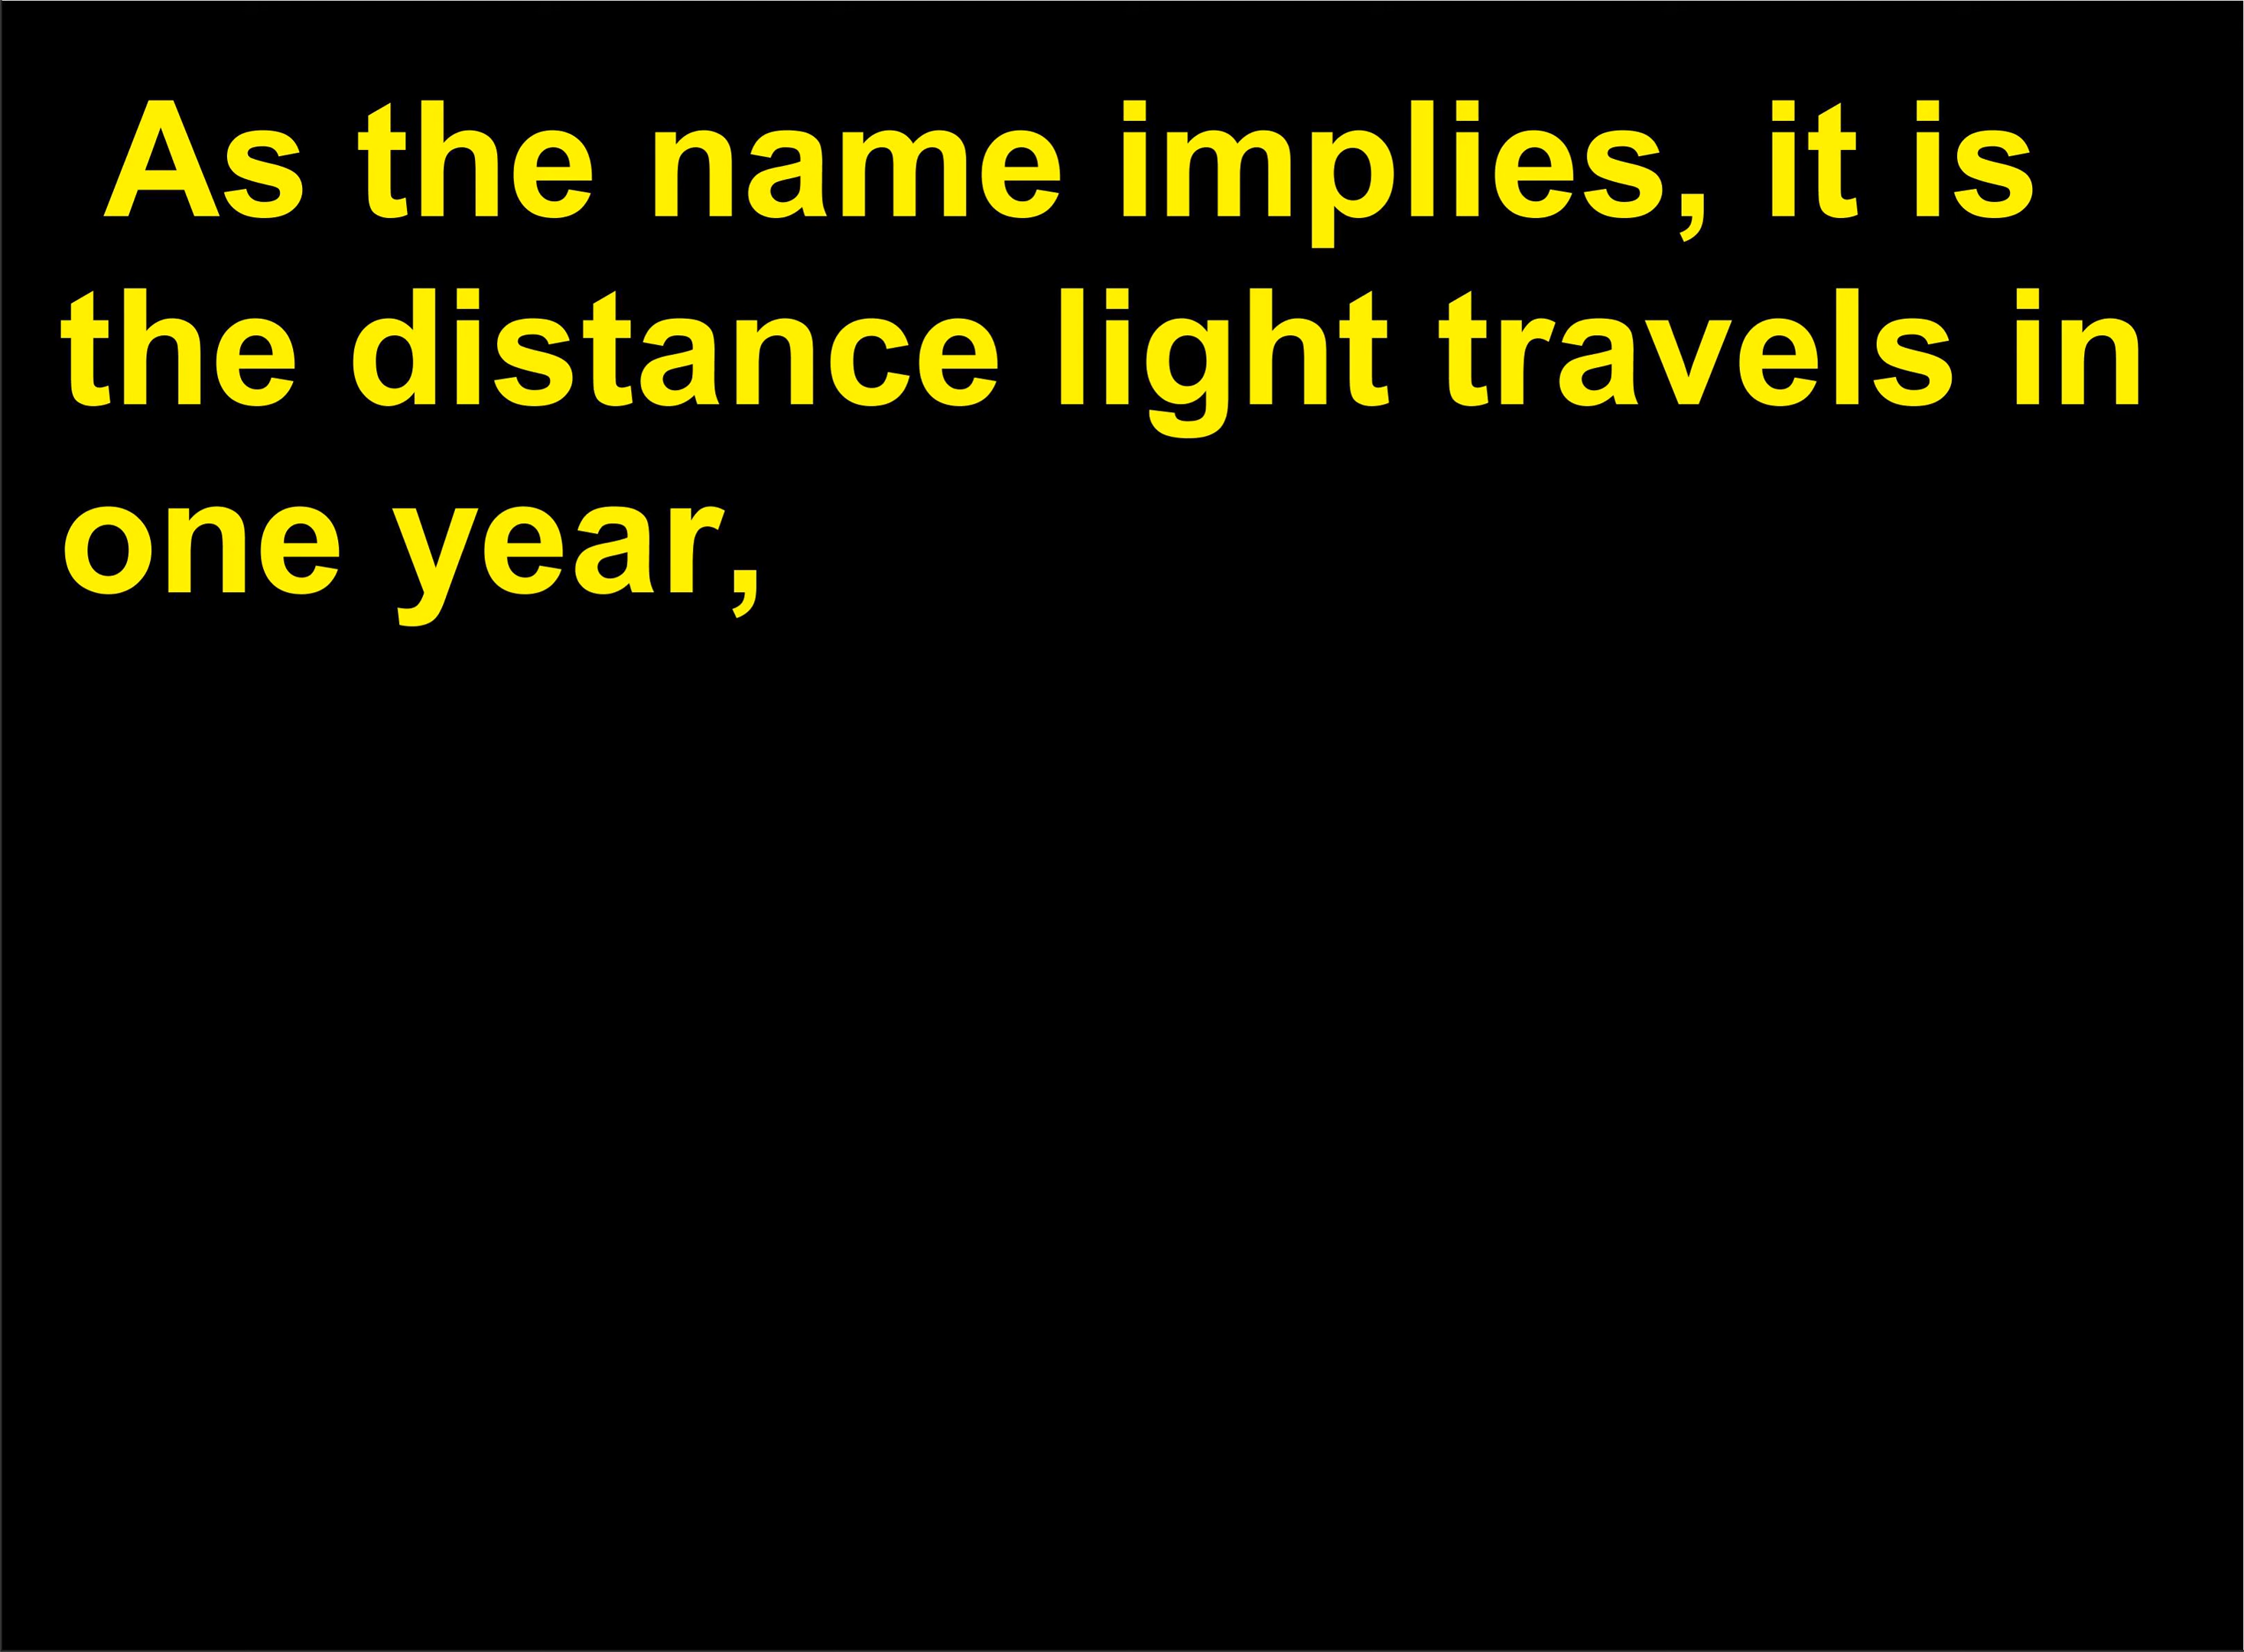 As the name implies, it is
the distance light travels in
one year,